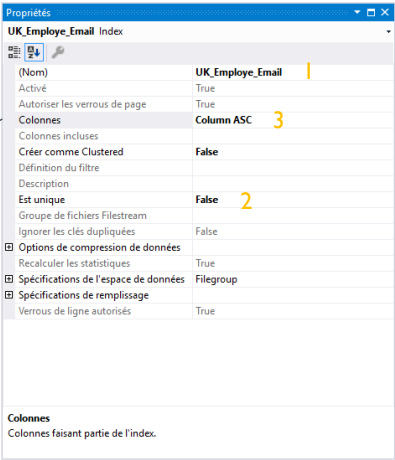 Propriétés
UK_Employe_Email Index
(Nom) UK_Employe_Email 1
Activé True
Autoriser les verrous de page True
Colonnes Column ASC 3
Colonnes incluses
Créer comme Clustered False
Définition du filtre
Description
Est unique False 2
Groupe de fichiers Filestream
Ignorer les clés dupliquées False
Options de compression de données
Recalculer les statistiques True
Spécifications de l'espace de données Filegroup
Spécifications de remplissage
Verrous de ligne autorisés True
Colonnes
Colonnes faisant partie de l'index.